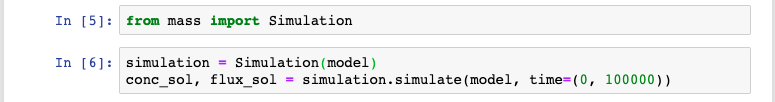 In [5]: from mass import Simulation
In [6]: simulation = Simulation(model)
conc_sol, flux_sol = simulation.simulate(model, time=(0, 100000))